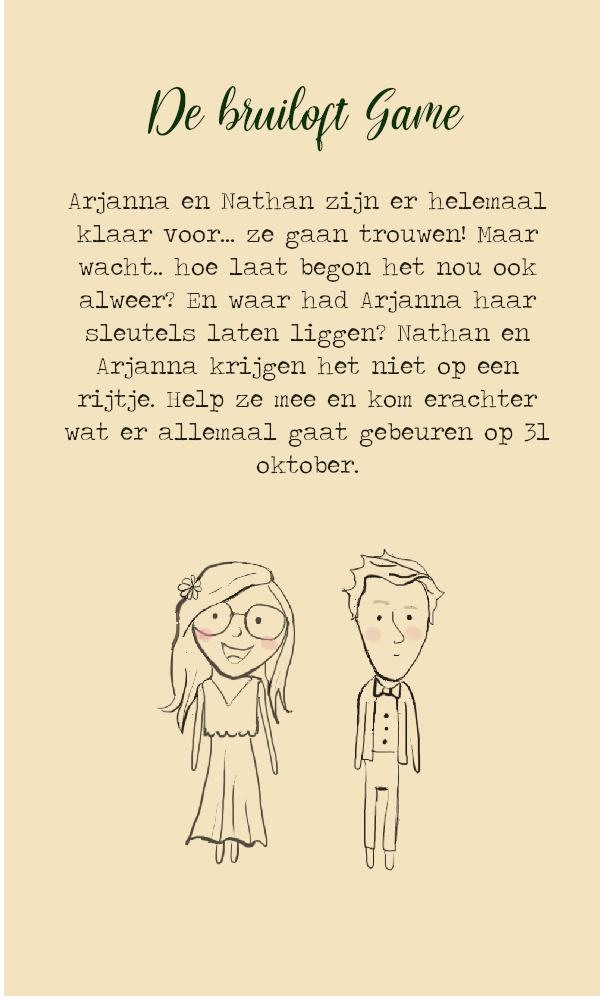 De bruiloft Game
Arjanna en Nathan zijn er helemaal
klaar voor... ze gaan trouwen! Maar
wacht.. hoe laat begon het nou ook
alweer? En waar had Arjanna haar
sleutels laten liggen? Nathan en
Arjanna krijgen het niet op een
rijtje. Help ze mee en kom erachter
wat er allemaal gaat gebeuren op 31
oktober.